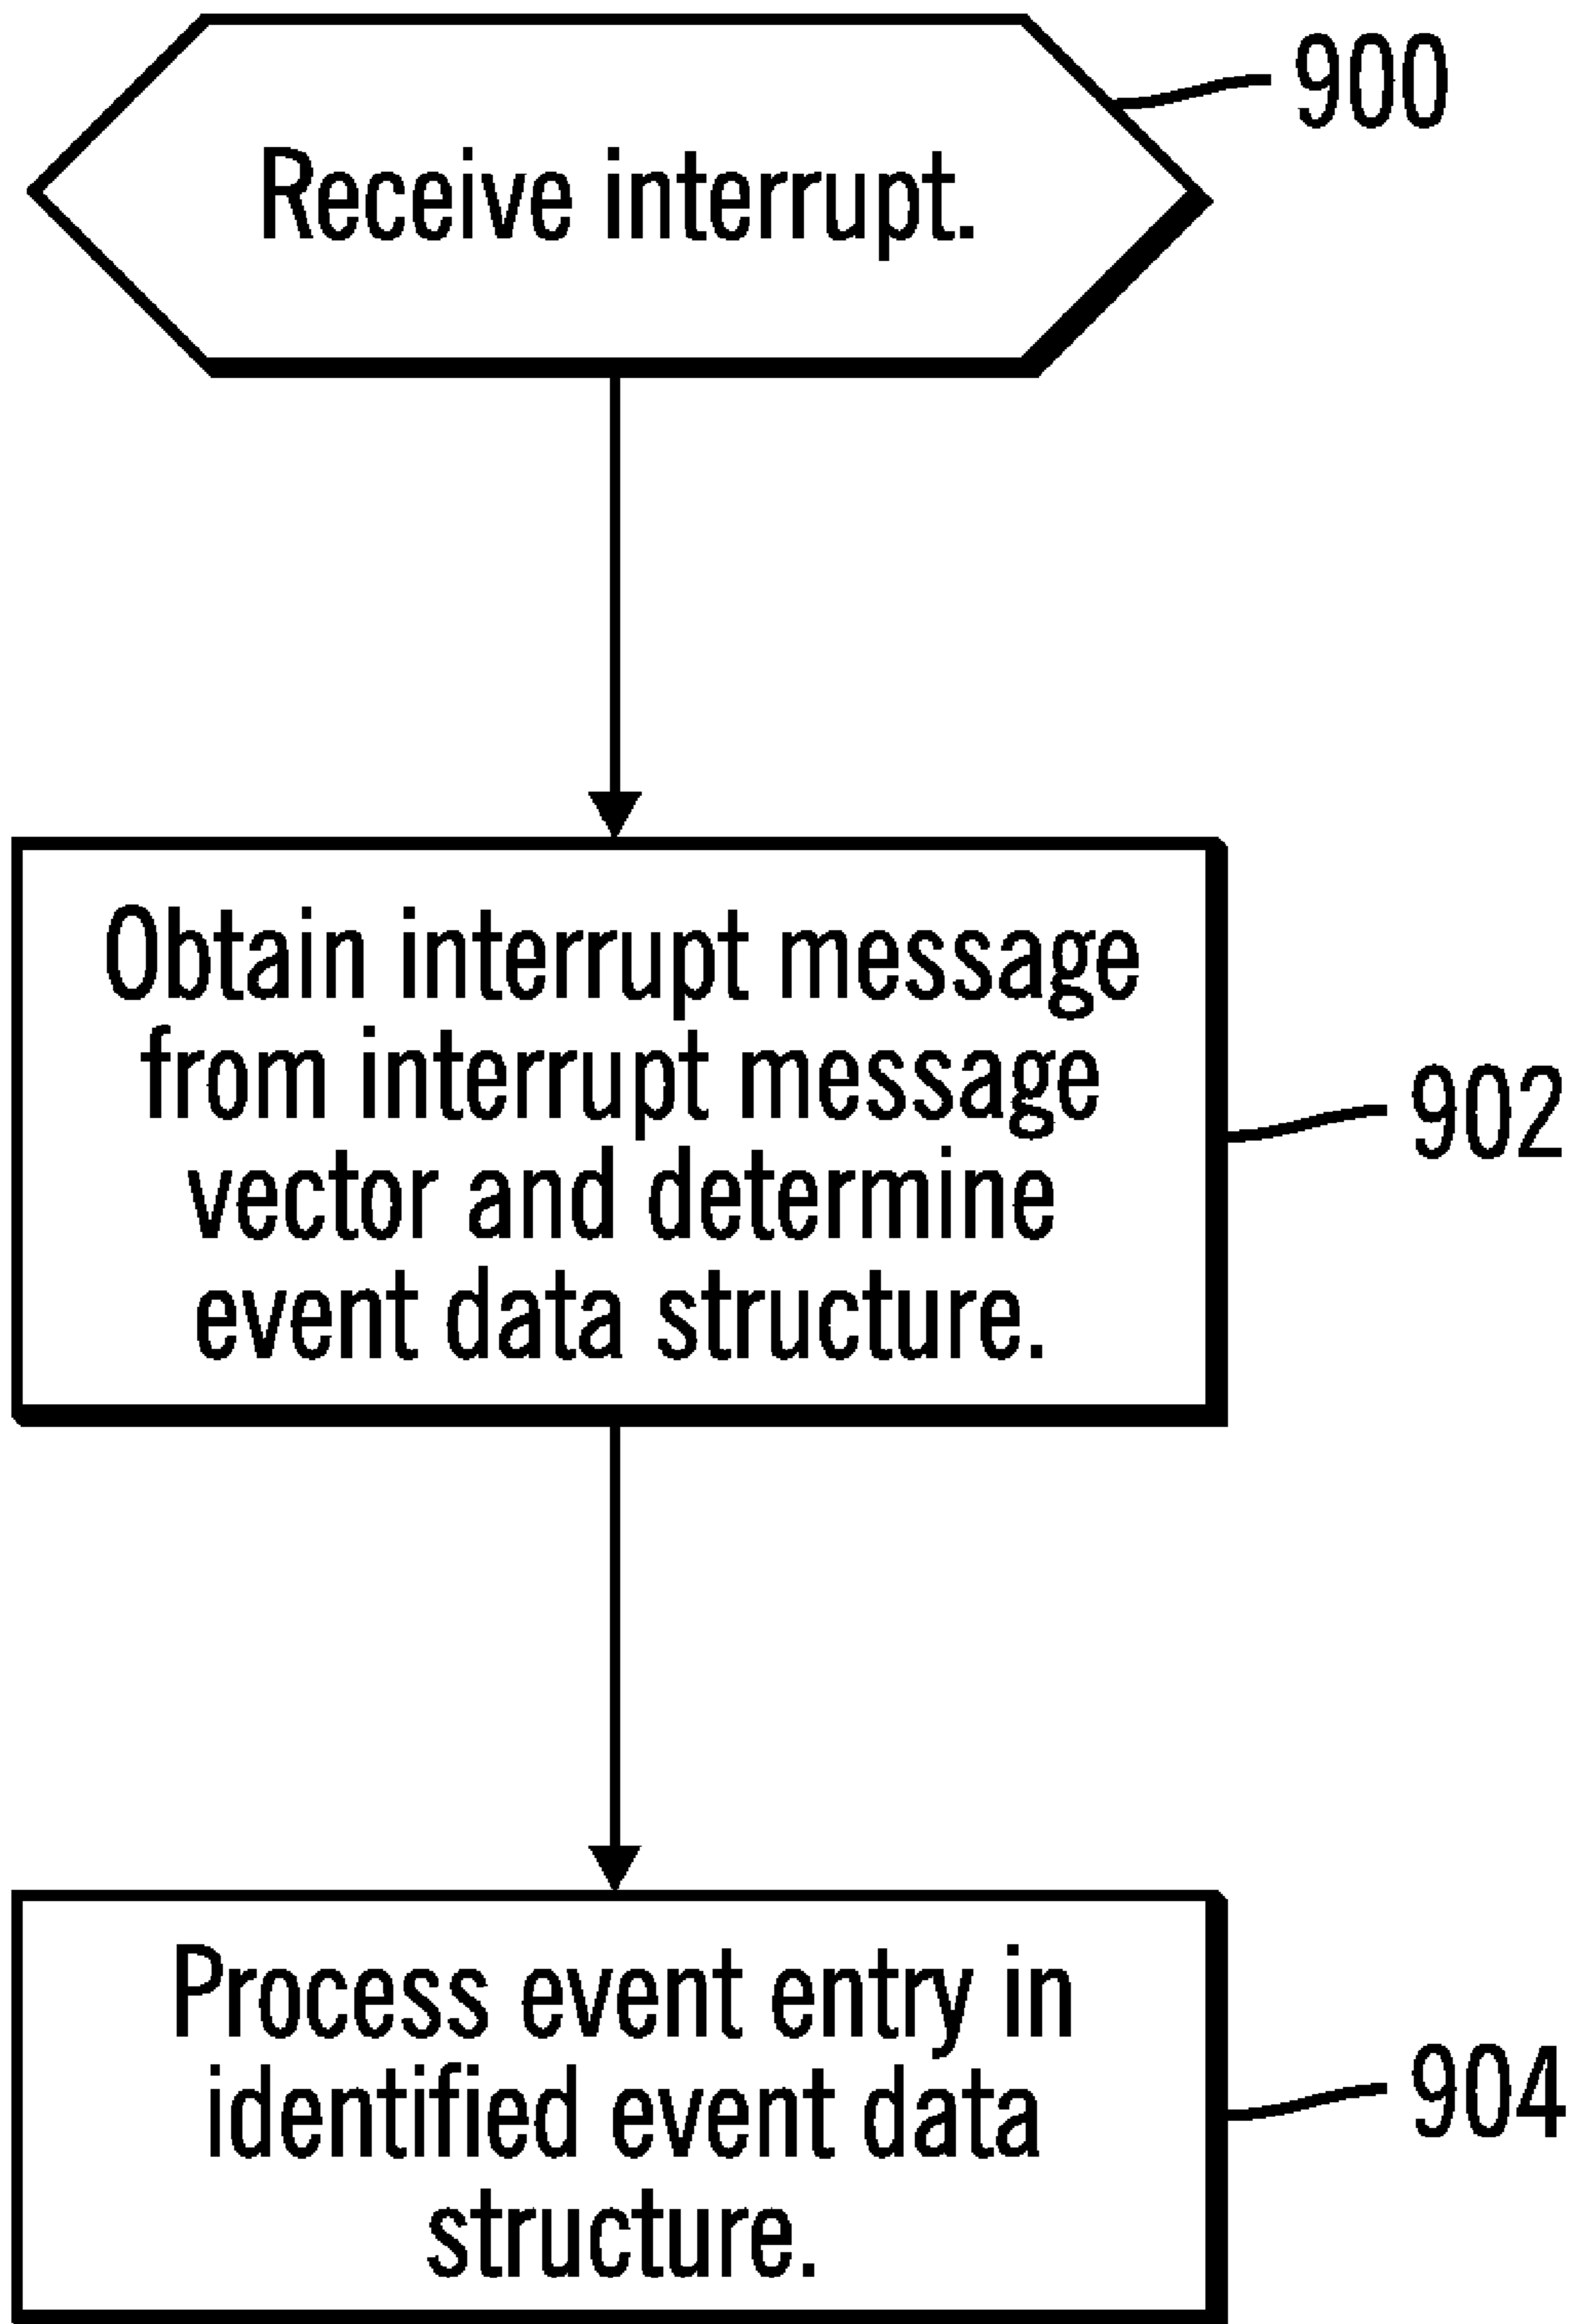 Receive interrupt.
900
Obtain interrupt message
from interrupt message
vector and determine
event data structure.
902
Process event entry in
identified event data
structure.
904